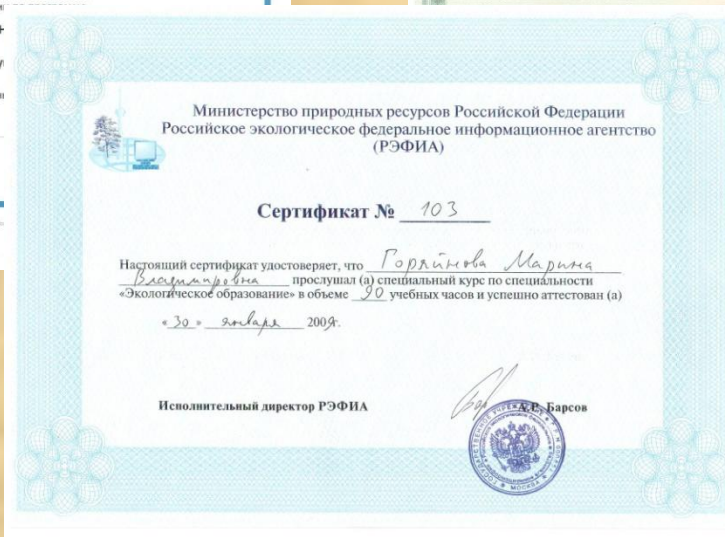 Министерство природных ресурсов Российской Федерации
Российское экологическое федеральное информационное агентство
(РЭФИА)
Сертификат № 103
Настоящий сертификат удостоверяет, что Горяйнова Марина
Владимировна прослушал (а) специальный курс по специальности
«Экологическое образование» в объеме 90 учебных часов и успешно аттестован (а)
«30» января 2009г.
Исполнительный директор РЭФИА А.Р. Барсов
МОСКВА